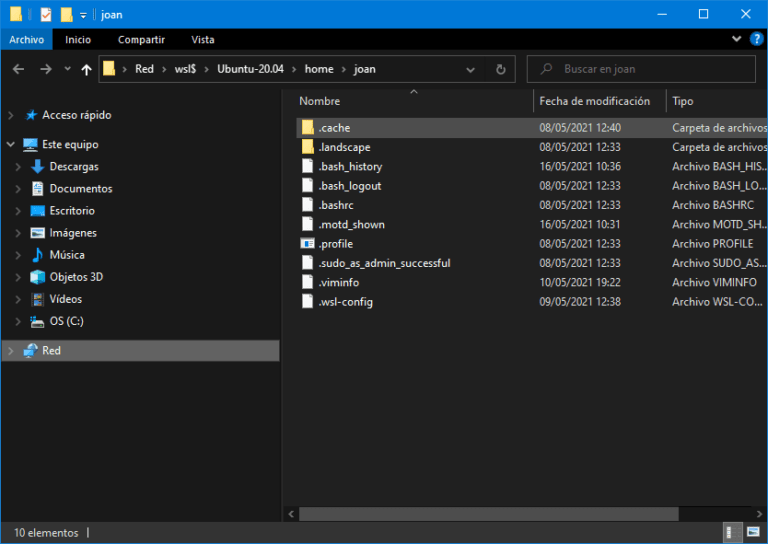 joan
Archivo Inicio Compartir Vista
Red wsl$ Ubuntu-20.04 home joan
Buscar en joan
Acceso rápido
Este equipo
Descargas
Documentos
Escritorio
Imágenes
Música
Objetos 3D
Vídeos
OS (C:)
Red
Nombre Fecha de modificación Tipo
.cache 08/05/2021 12:40 Carpeta de archivos
.landscape 08/05/2021 12:33 Carpeta de archivos
.bash_history 16/05/2021 10:36 Archivo BASH_HIS...
.bash_logout 08/05/2021 12:33 Archivo BASH_LO...
.bashrc 08/05/2021 12:33 Archivo BASHRC
.motd_shown 16/05/2021 10:31 Archivo MOTD_SH...
.profile 08/05/2021 12:33 Archivo PROFILE
.sudo_as_admin_successful 08/05/2021 12:33 Archivo SUDO_AS...
.viminfo 10/05/2021 19:22 Archivo VIMINFO
.wsl-config 09/05/2021 12:38 Archivo WSL-CO...
10 elementos